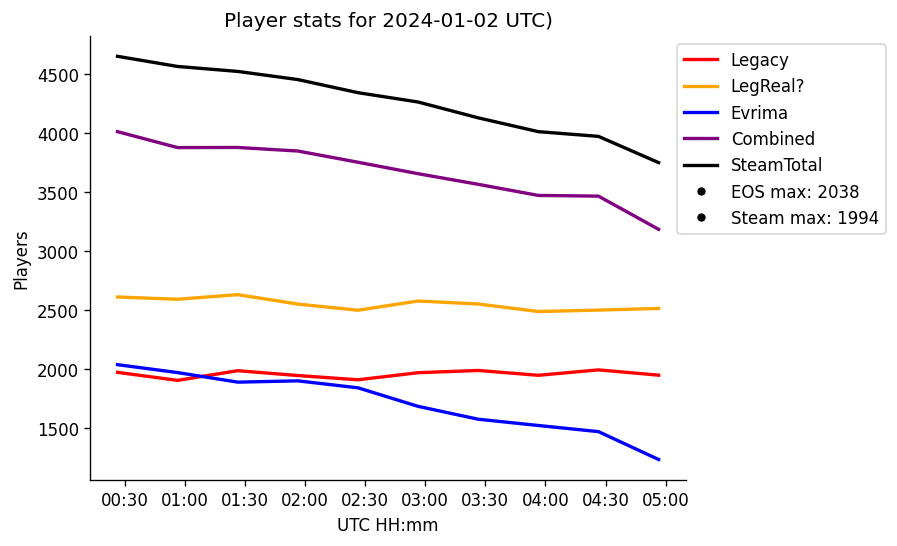 Player stats for 2024-01-02 UTC)
Legacy
LegReal?
Evrima
Combined
SteamTotal
EOS max: 2038
Steam max: 1994
Players
4500
4000
3500
3000
2500
2000
1500
00:30 01:00 01:30 02:00 02:30 03:00 03:30 04:00 04:30 05:00
UTC HH:mm